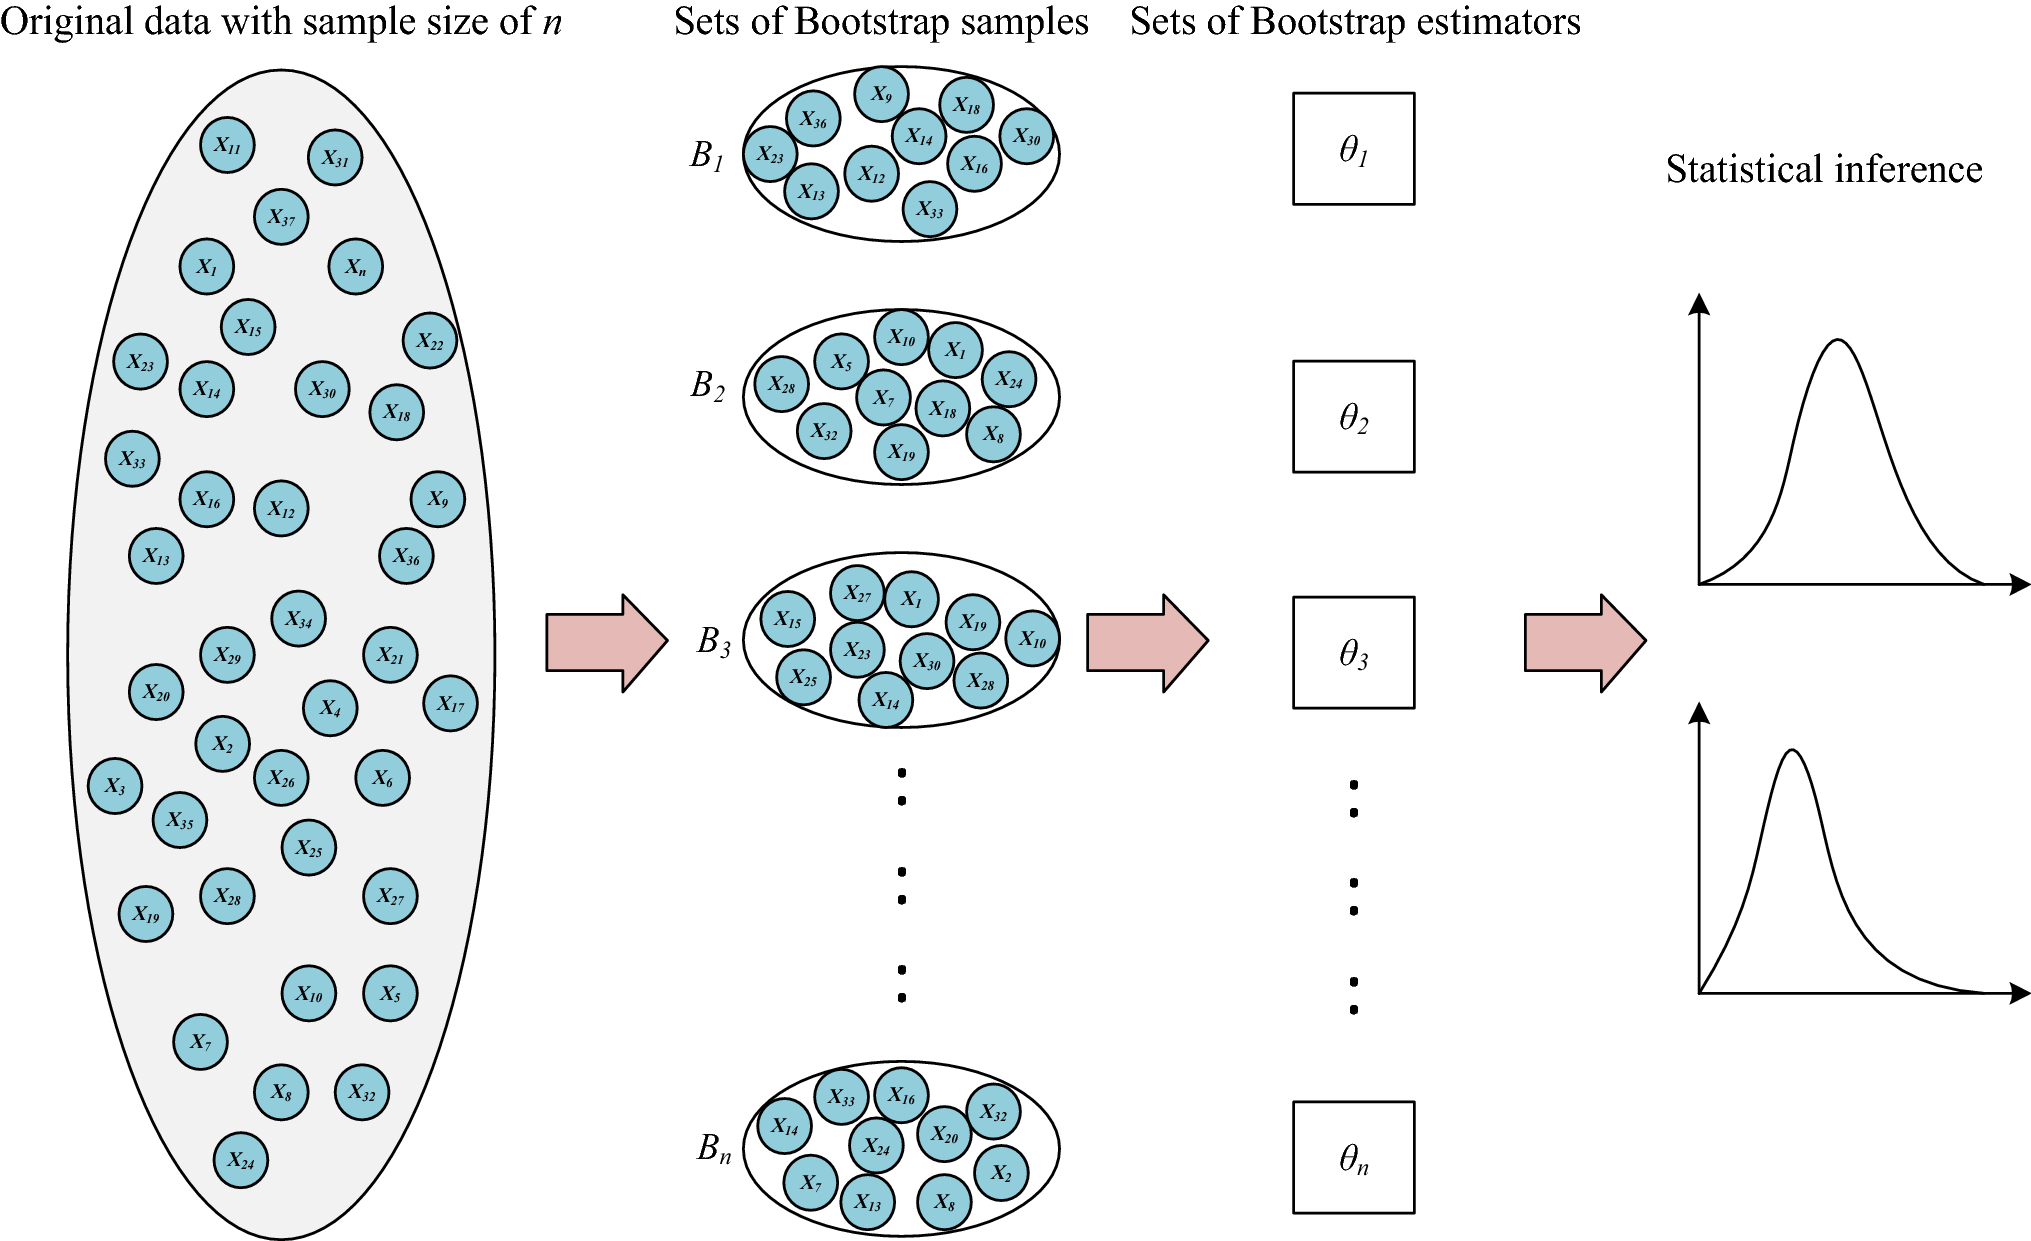 Original data with sample size of n
Sets of Bootstrap samples
Sets of Bootstrap estimators
Statistical inference
X11
X31
X37
X1
Xn
X15
X22
X23
X14
X30
X18
X33
X16
X12
X9
X13
X36
X34
X29
X21
X20
X4
X17
X2
X26
X6
X3
X35
X25
X28
X27
X19
X10
X5
X7
X8
X32
X24
B1
X9
X18
X36
X14
X30
X23
X16
X12
X13
X33
B2
X10
X1
X5
X24
X28
X7
X18
X32
X8
X19
B3
X27
X1
X15
X19
X10
X23
X30
X25
X28
X14
Bn
X33
X16
X32
X14
X20
X24
X2
X7
X13
X8
θ1
θ2
θ3
θn